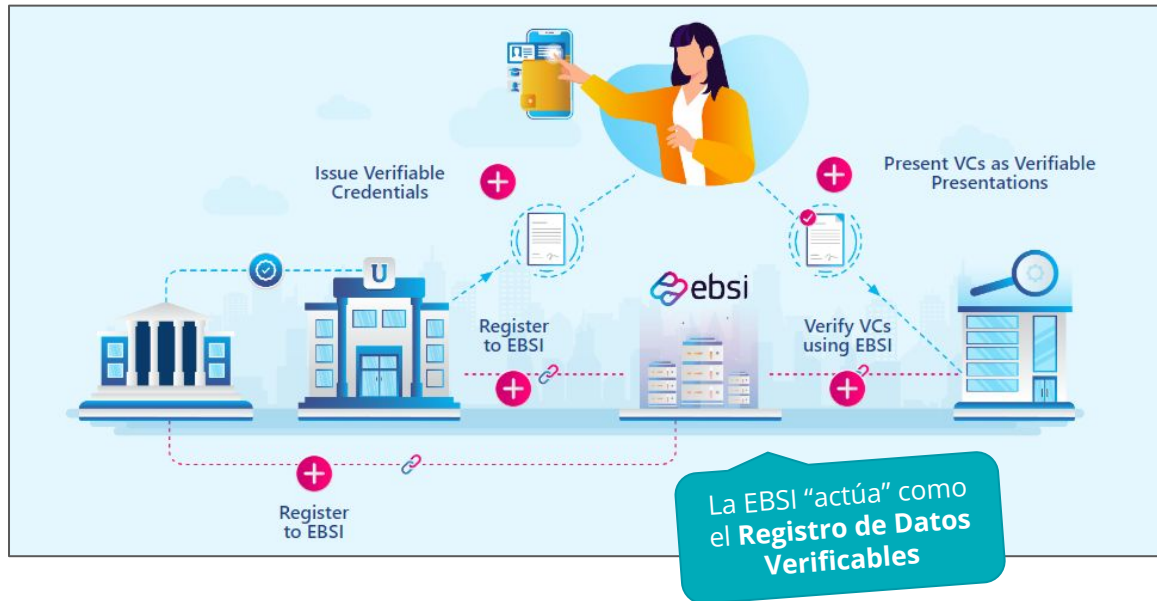 Issue Verifiable
Credentials
Present VCs as Verifiable
Presentations
U
ebsi
Register
to EBSI
Verify VCs
using EBSI
Register
to EBSI
La EBSI “actúa” como
el Registro de Datos
Verificables